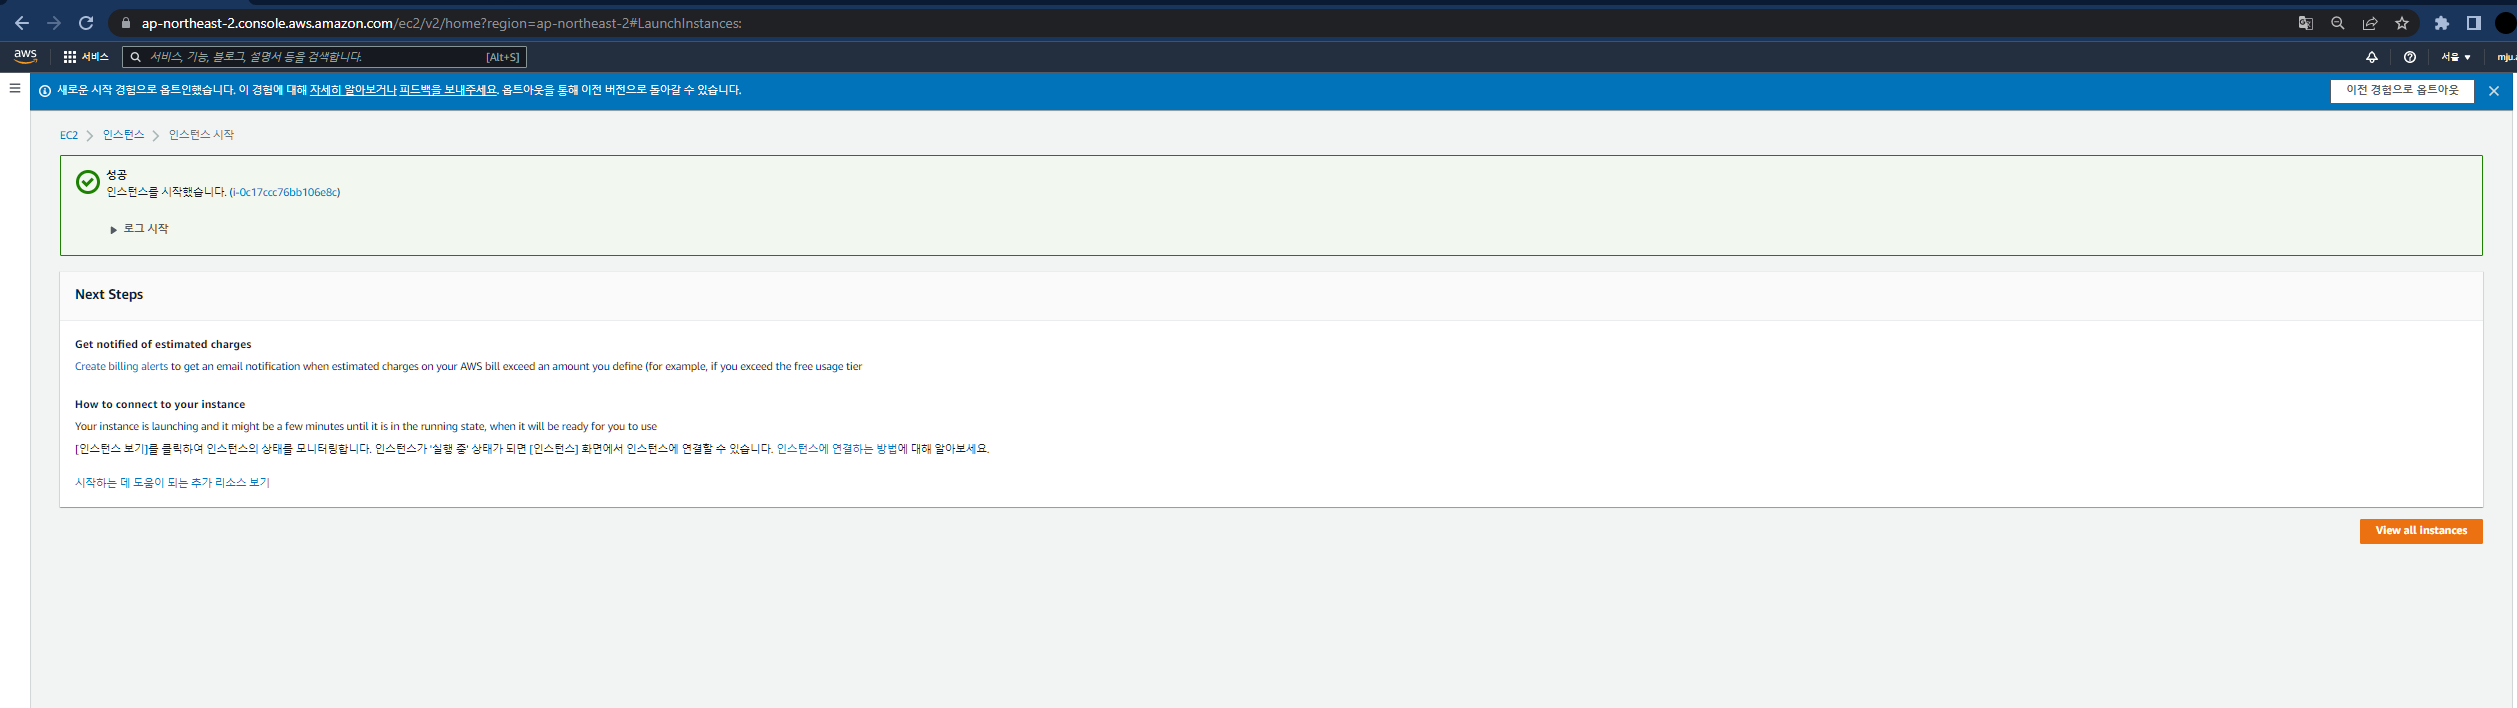 ap-northeast-2.console.aws.amazon.com/ec2/v2/home?region=ap-northeast-2#LaunchInstances:
aws 서비스 서비스, 기능, 블로그, 설명서 등을 검색합니다. [Alt+S] 서울
새로운 시작 경험으로 옵트인했습니다. 이 경험에 대해 자세히 알아보거나 피드백을 보내주세요. 옵트아웃을 통해 이전 버전으로 돌아갈 수 있습니다. 이전 경험으로 옵트아웃
EC2 인스턴스 인스턴스 시작
성공
인스턴스를 시작했습니다. (i-0c17ccc76bb106e8c)
로그 시작
Next Steps
Get notified of estimated charges
Create billing alerts to get an email notification when estimated charges on your AWS bill exceed an amount you define (for example, if you exceed the free usage tier
How to connect to your instance
Your instance is launching and it might be a few minutes until it is in the running state, when it will be ready for you to use
[인스턴스 보기]를 클릭하여 인스턴스의 상태를 모니터링합니다. 인스턴스가 '실행 중' 상태가 되면 [인스턴스] 화면에서 인스턴스에 연결할 수 있습니다. 인스턴스에 연결하는 방법에 대해 알아보세요.
시작하는 데 도움이 되는 추가 리소스 보기
View all instances